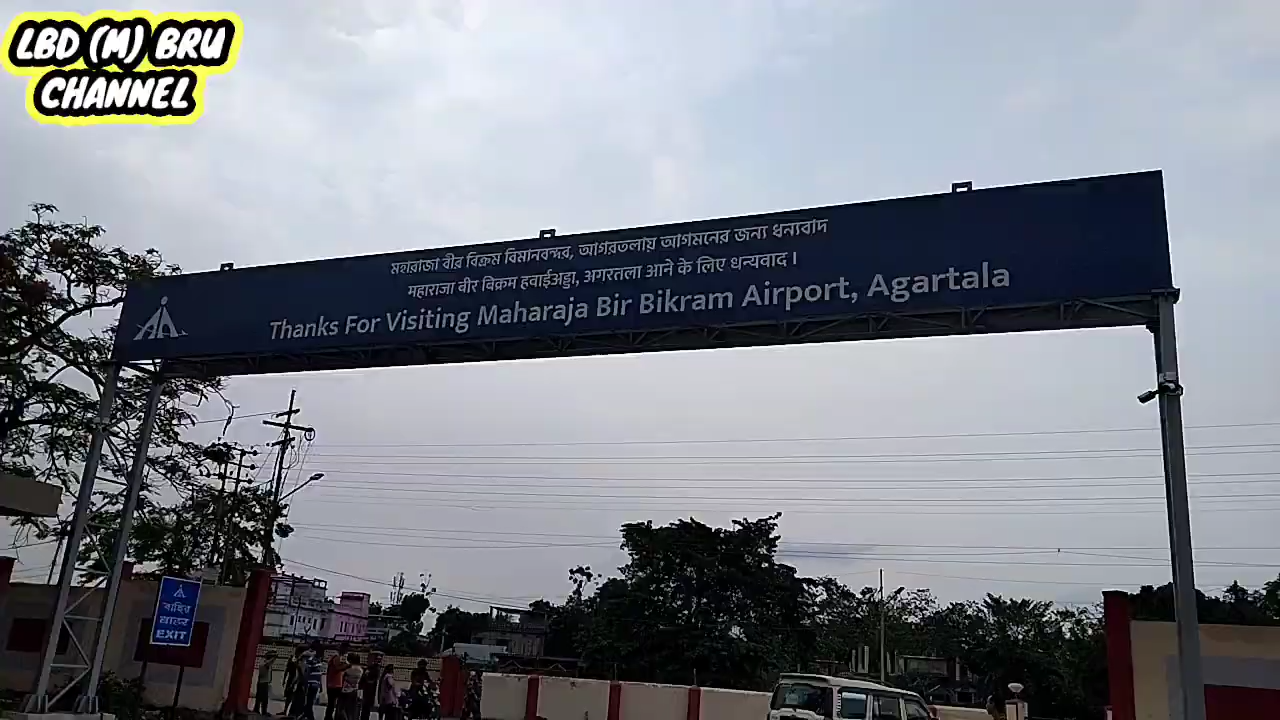 LBD (M) BRU
CHANNEL
মহারাজা বীর বিক্রম বিমানবন্দর, আগরতলায় আগমনের জন্য ধন্যবাদ
महाराजा बीर विक्रम हवाईअड्डा, अगरतला आने के लिए धन्यवाद ।
Thanks For Visiting Maharaja Bir Bikram Airport, Agartala
বাহির
बाहर
EXIT